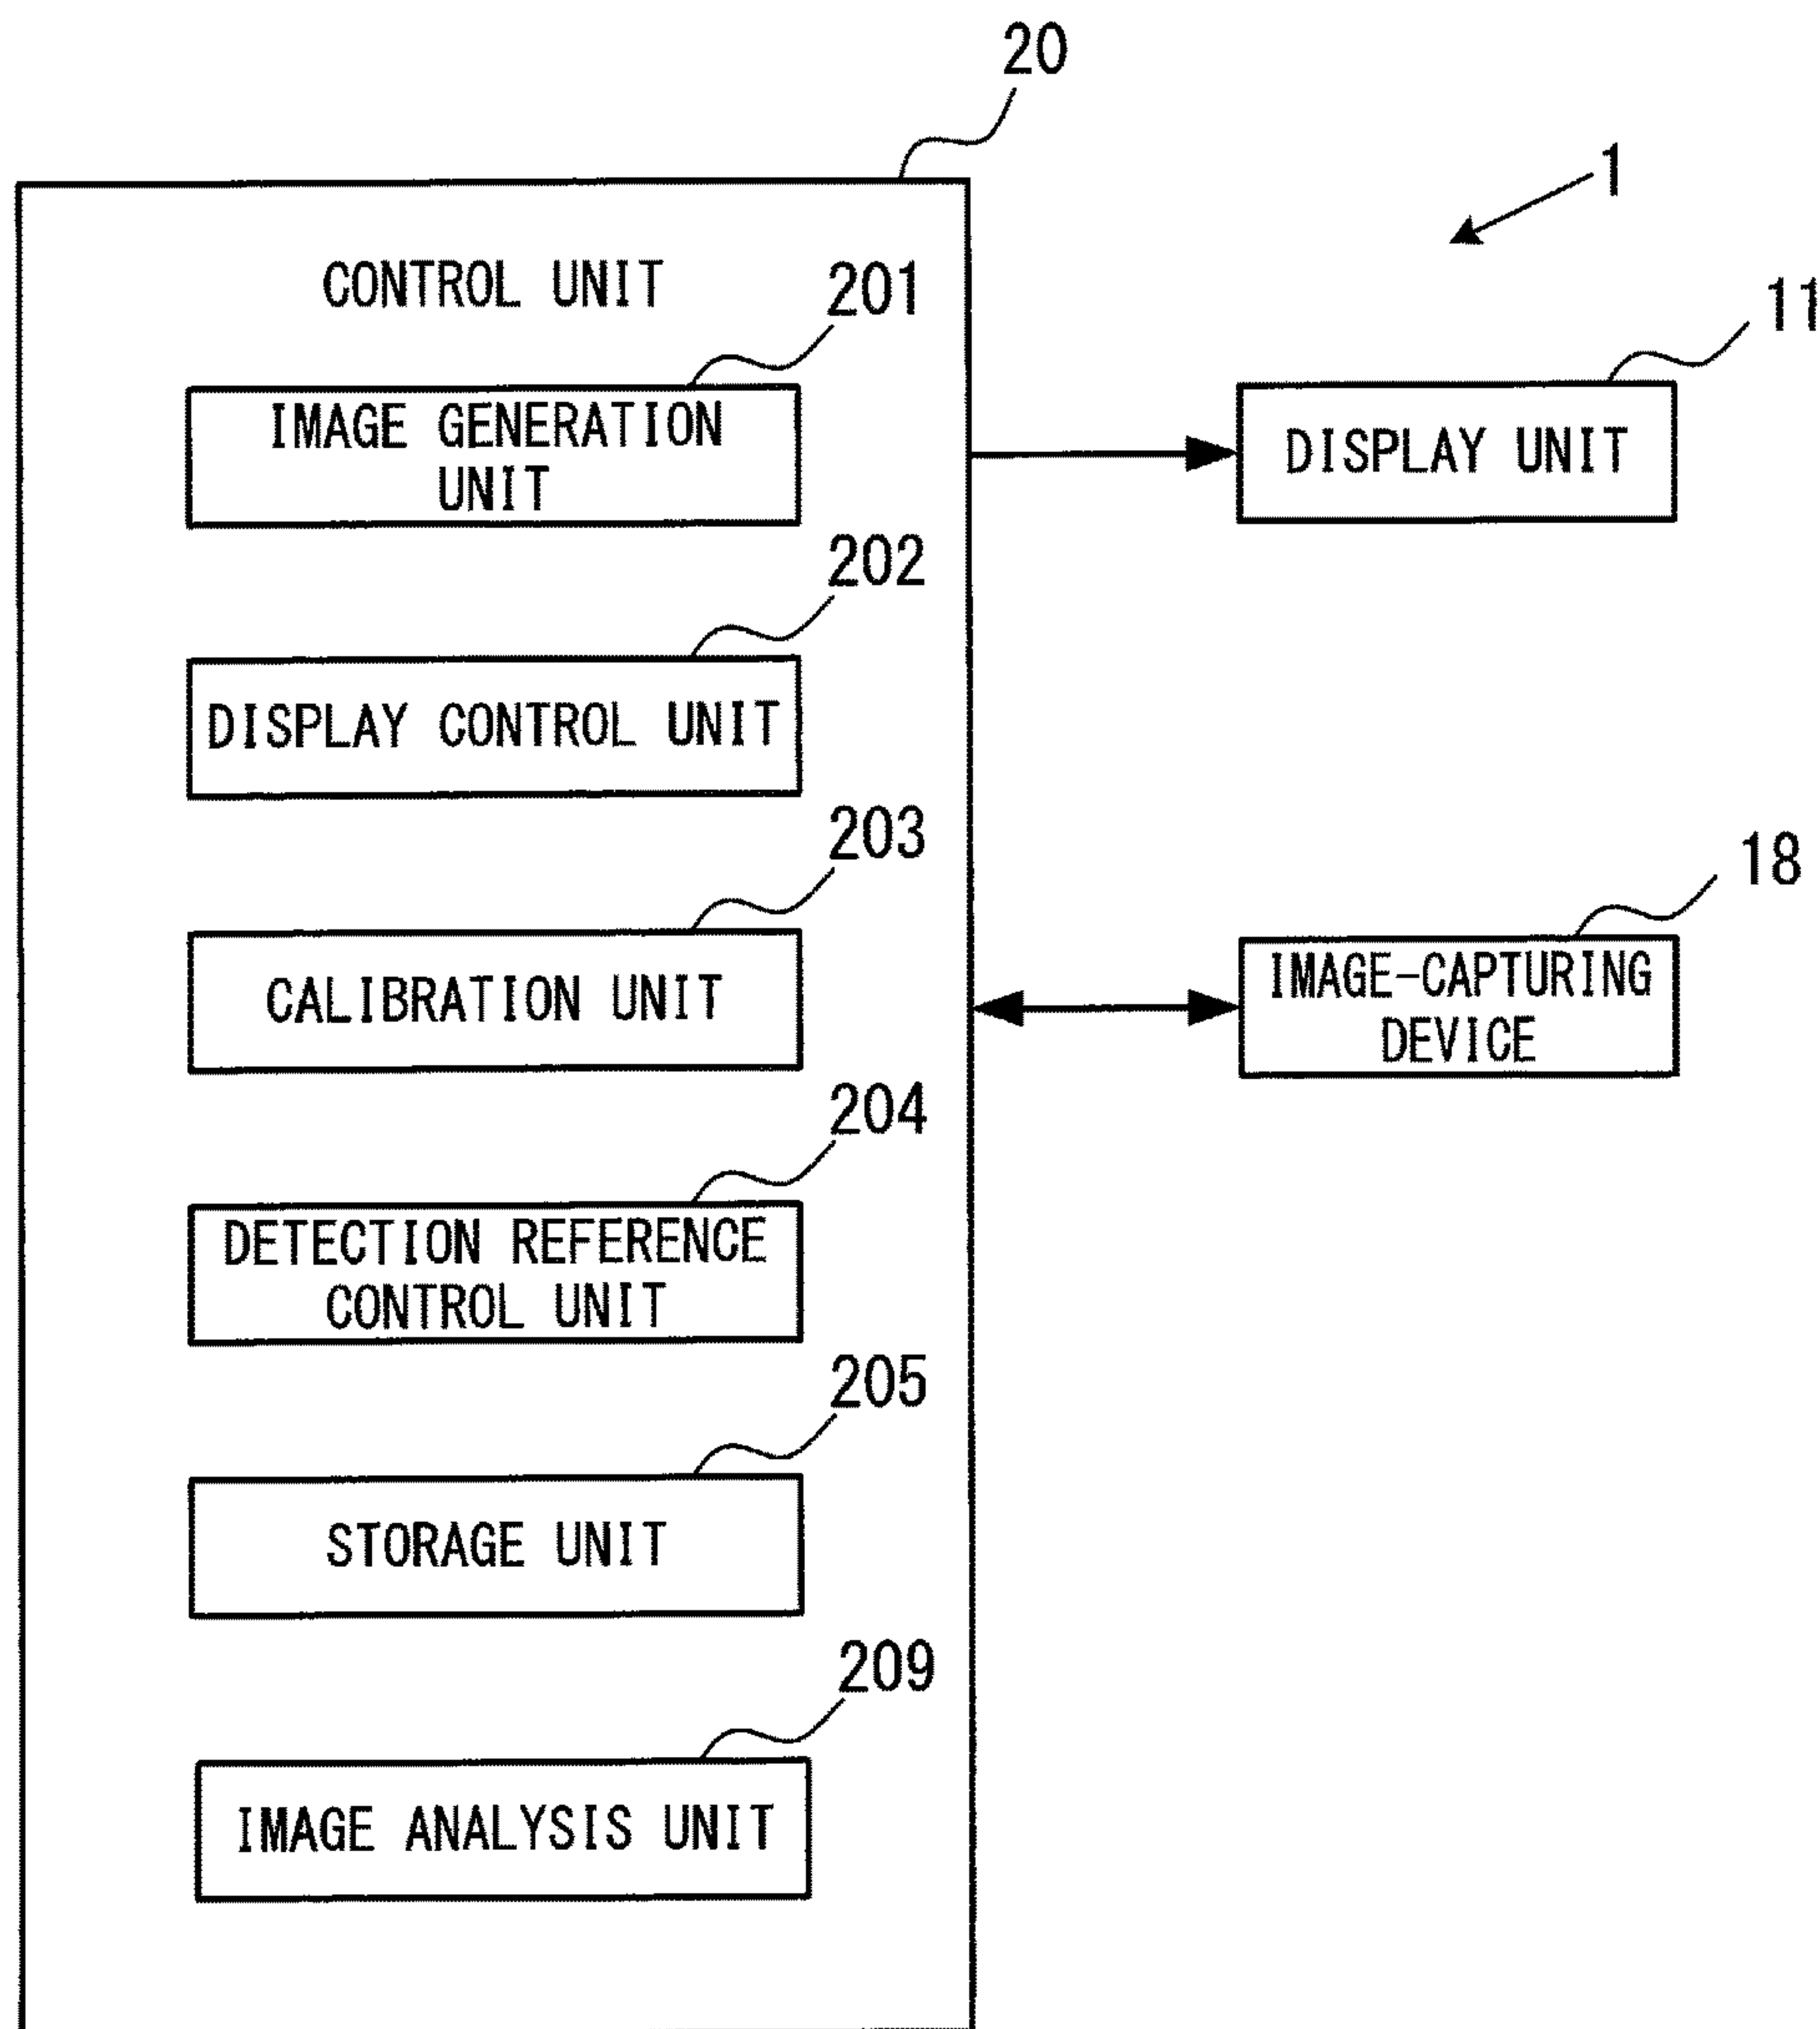 20
1
CONTROL UNIT
201
IMAGE GENERATION
UNIT
11
DISPLAY UNIT
202
DISPLAY CONTROL UNIT
203
CALIBRATION UNIT
18
IMAGE-CAPTURING
DEVICE
204
DETECTION REFERENCE
CONTROL UNIT
205
STORAGE UNIT
209
IMAGE ANALYSIS UNIT